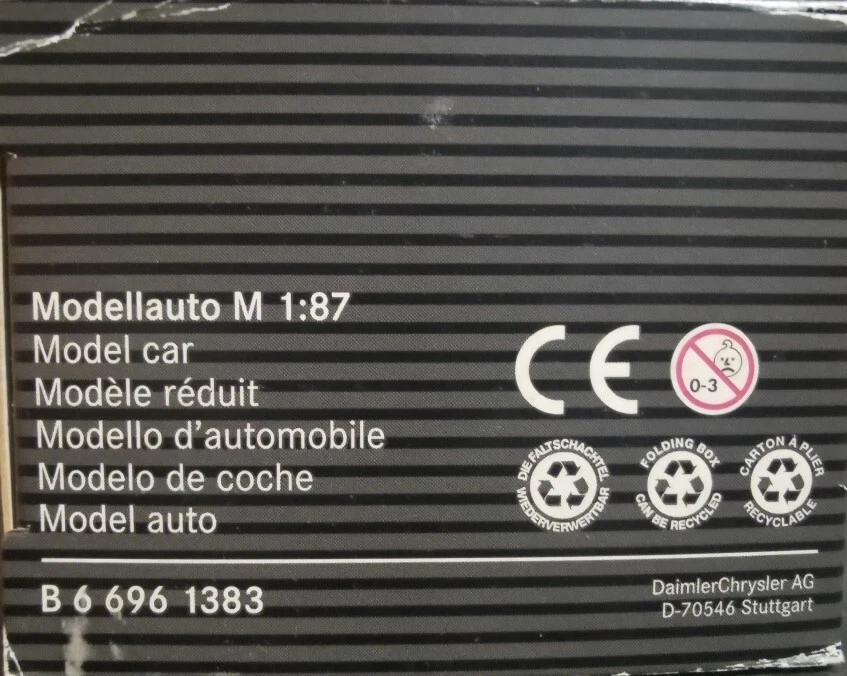 Modellauto M 1:87
Model car
Modèle réduit
Modello d'automobile
Modelo de coche
Model auto
CE
0-3
DIE FALTSCHACHTEL WIEDERVERWERTBAR
FOLDING BOX CAN BE RECYCLED
CARTON À PLIER RECYCLABLE
B 6 696 1383
DaimlerChrysler AG
D-70546 Stuttgart